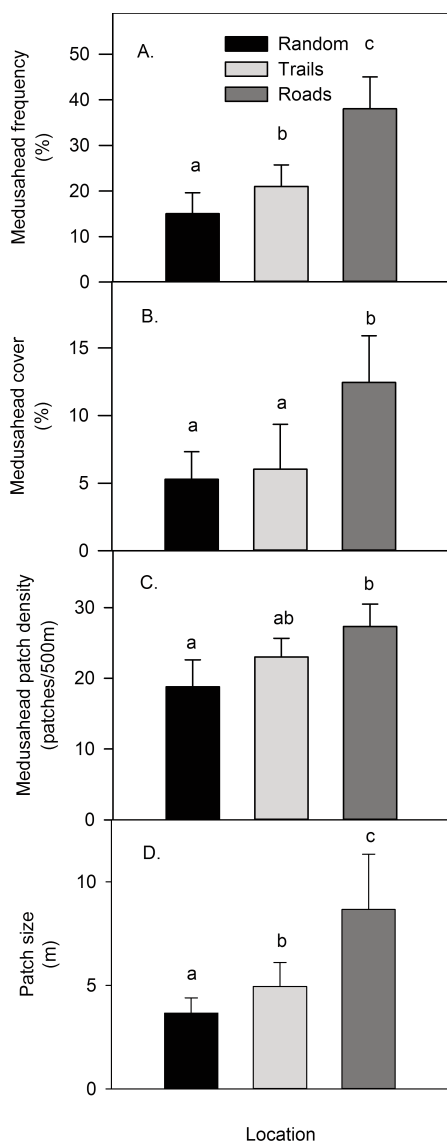 A.
Random
Trails
Roads
Medusahead frequency
(%)
50
40
30
20
10
0
a
b
c
B.
Medusahead cover
(%)
15
10
5
0
a
a
b
C.
Medusahead patch density
(patches/500m)
30
20
10
0
a
ab
b
D.
Patch size
(m)
10
5
0
a
b
c
Location